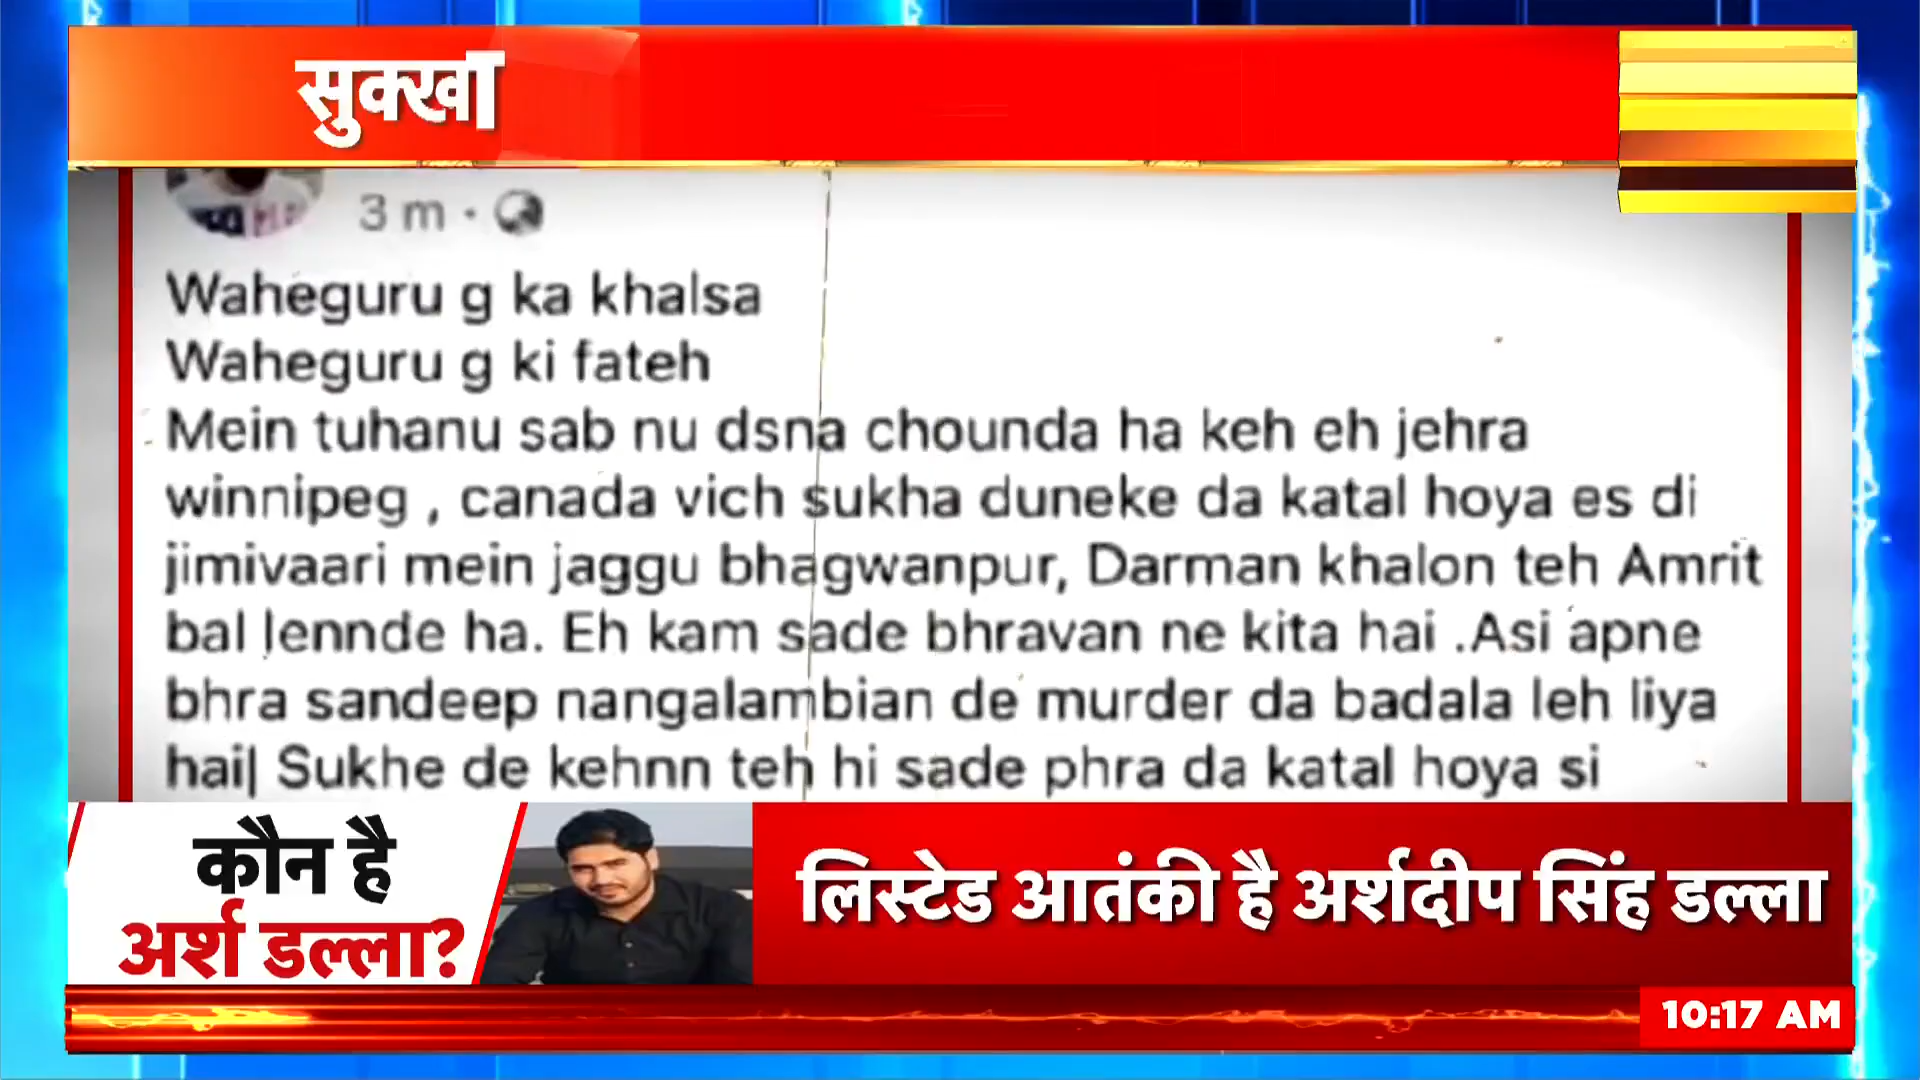 सुक्खा
3 m
Waheguru g ka khalsa
Waheguru g ki fateh
Mein tuhanu sab nu dsna chounda ha keh eh jehra
winnipeg , canada vich sukha duneke da katal hoya es di
jimivaari mein jaggu bhagwanpur, Darman khalon teh Amrit
bal lennde ha. Eh kam sade bhravan ne kita hai .Asi apne
bhra sandeep nangalambian de murder da badala leh liya
hai| Sukhe de kehnn teh hi sade phra da katal hoya si
कौन है
अर्श डल्ला?
लिस्टेड आतंकी है अर्शदीप सिंह डल्ला
10:17 AM